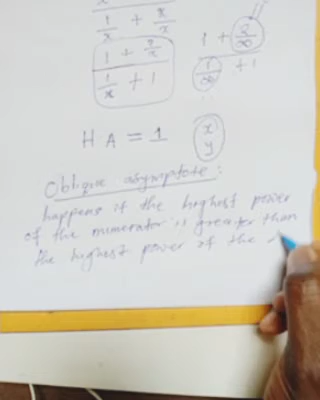 x
1/x + x/x
1 + 2/x
1/x + 1
1 + 2/∞
1/∞ + 1
H A = 1
x
y
Oblique asymptote :
happens if the highest power
of the numerator is greater than
the highest power of the